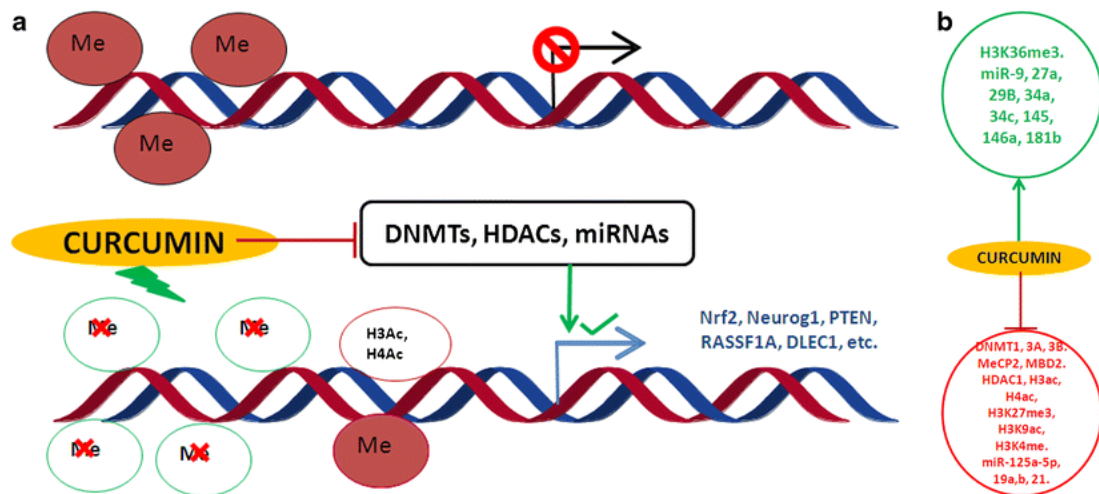 a
Me
Me
Me
CURCUMIN
DNMTs, HDACs, miRNAs
Me
Me
H3Ac,
H4Ac
Nrf2, Neurog1, PTEN,
RASSF1A, DLEC1, etc.
Me
Me
Me
b
H3K36me3.
miR-9, 27a,
29B, 34a,
34c, 145,
146a, 181b
CURCUMIN
DNMT1, 3A, 3B.
MeCP2, MBD2.
HDAC1, H3ac,
H4ac,
H3K27me3,
H3K9ac,
H3K4me.
miR-125a-5p,
19a,b, 21.